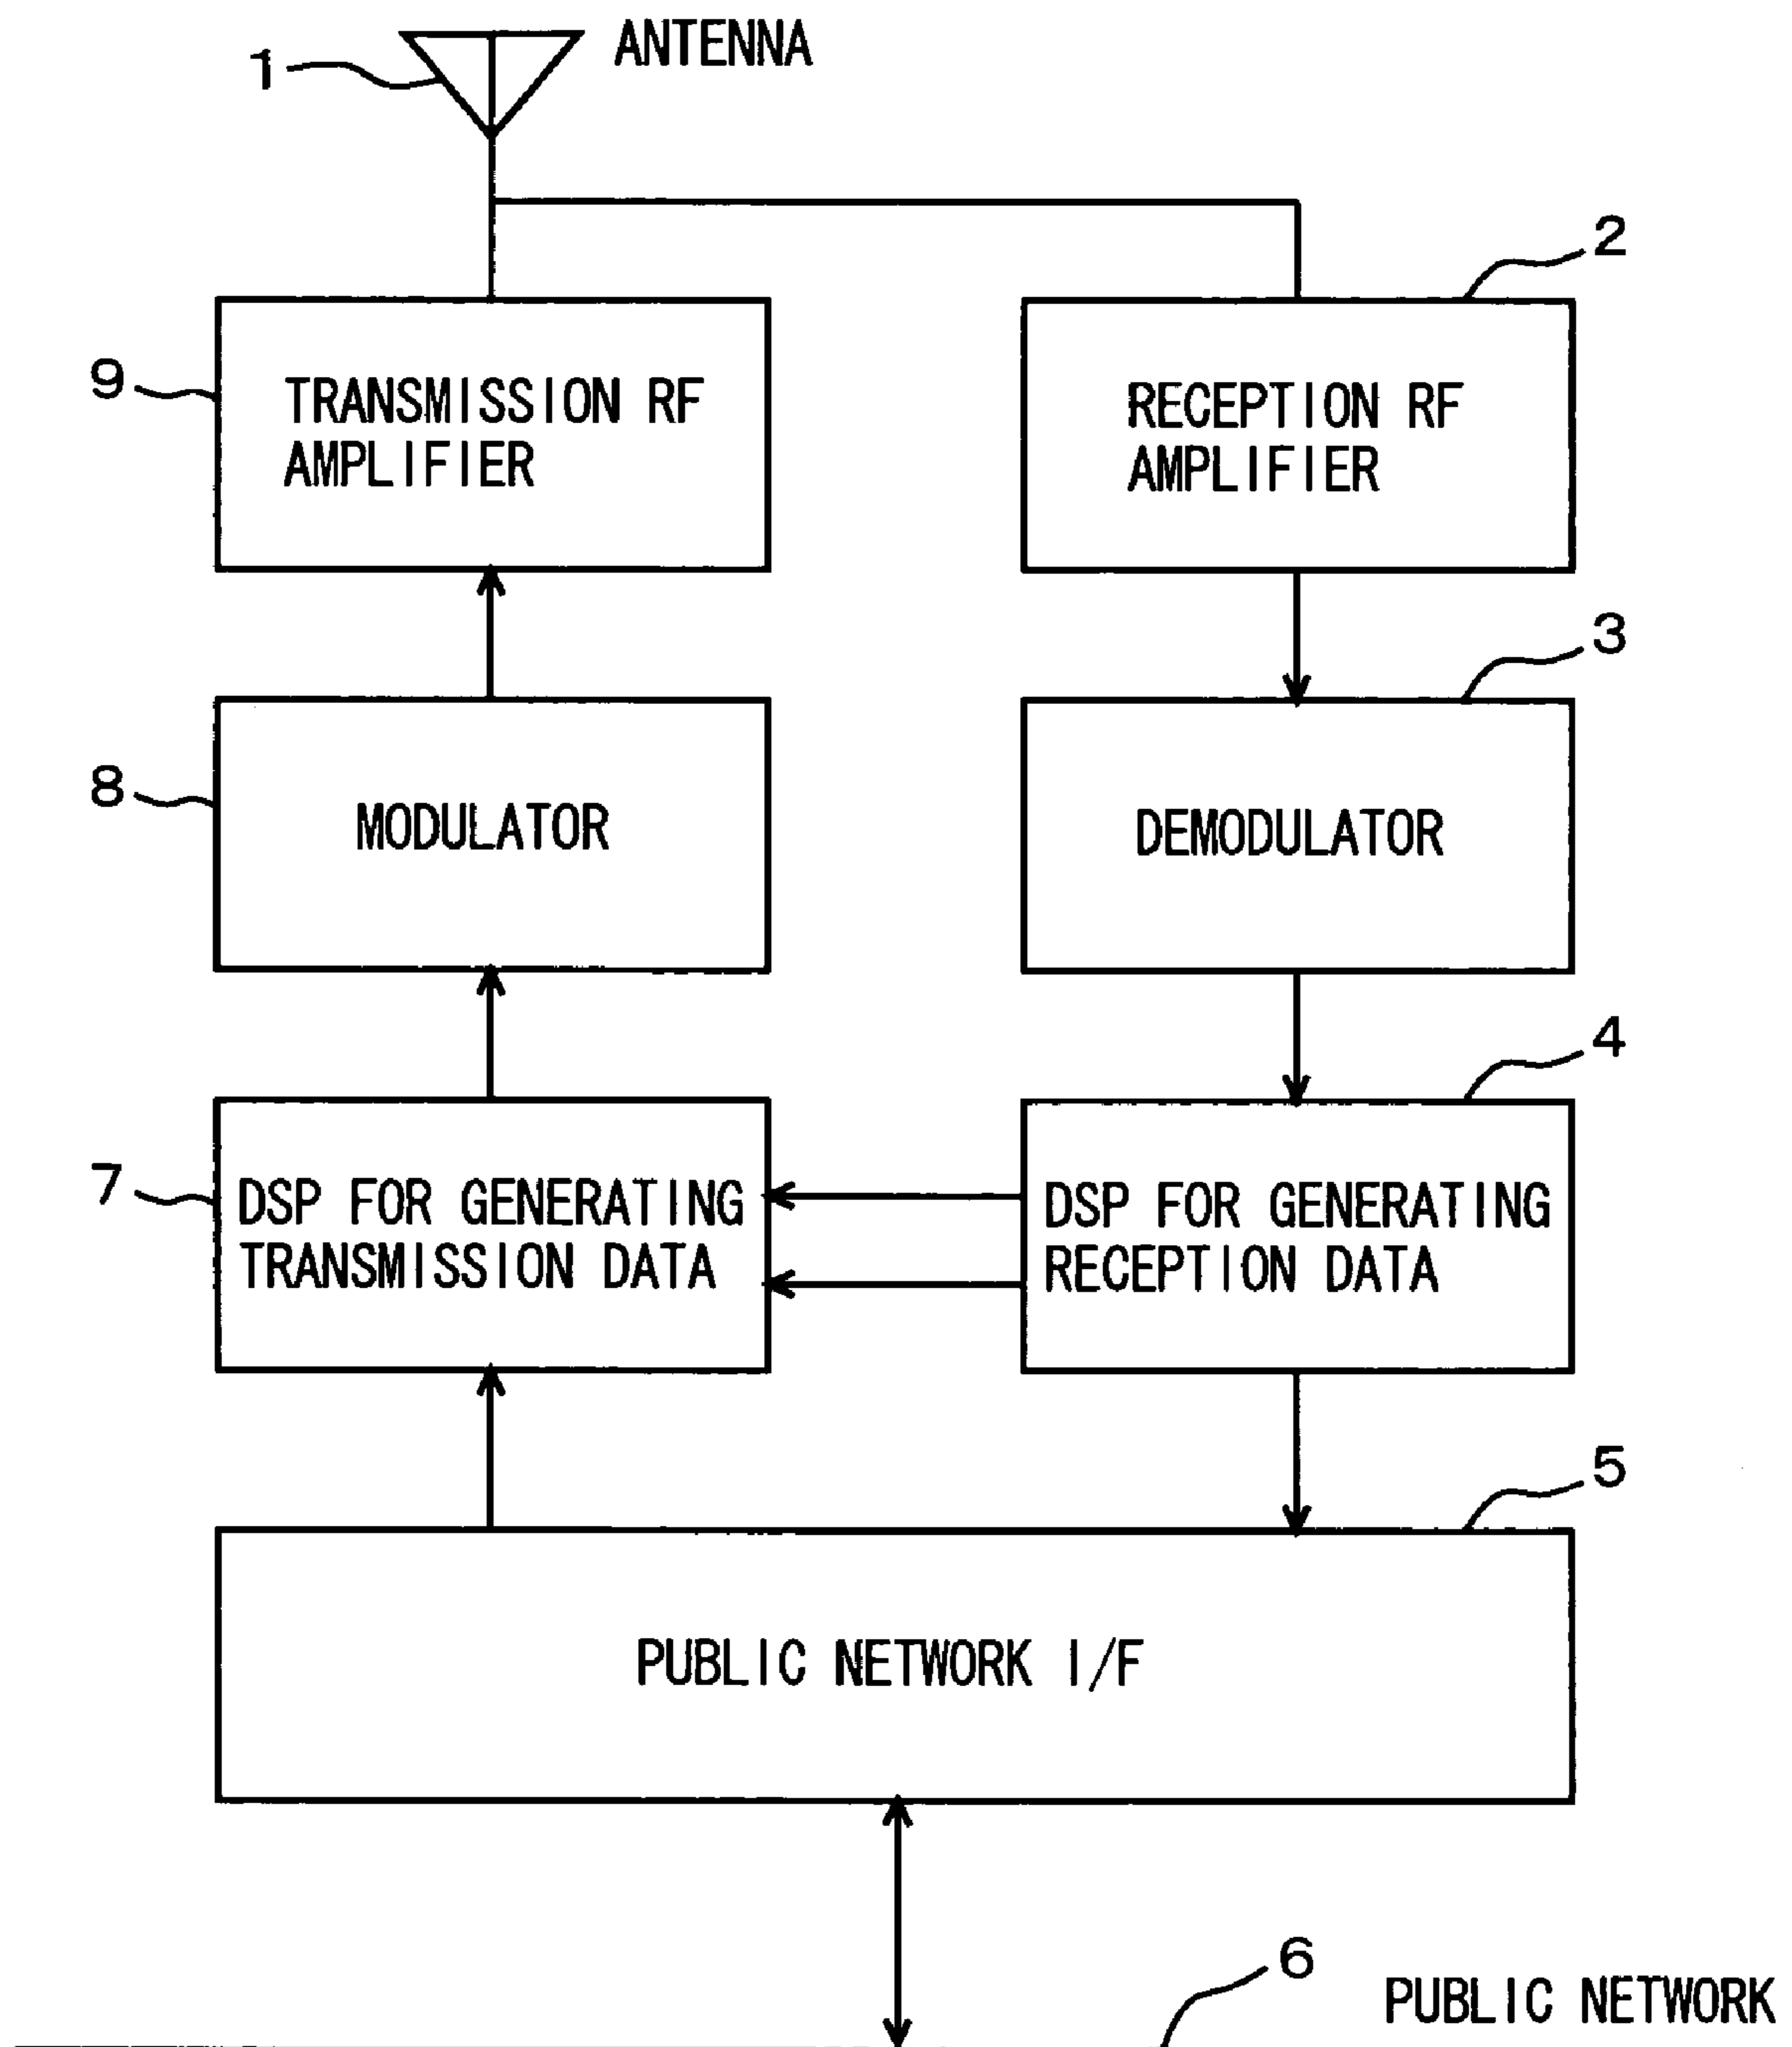 1
ANTENNA
2
9
TRANSMISSION RF
AMPLIFIER
RECEPTION RF
AMPLIFIER
3
8
MODULATOR
DEMODULATOR
4
7
DSP FOR GENERATING
TRANSMISSION DATA
DSP FOR GENERATING
RECEPTION DATA
5
PUBLIC NETWORK I/F
6
PUBLIC NETWORK